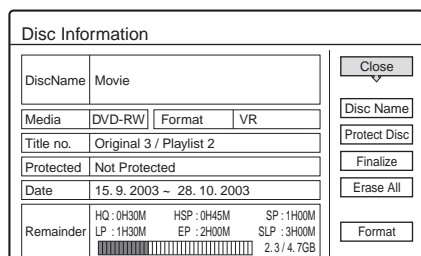 Disc Information
DiscName Movie
Media DVD-RW Format VR
Title no. Original 3 / Playlist 2
Protected Not Protected
Date 15. 9. 2003 ~ 28. 10. 2003
Remainder
HQ : 0H30M HSP : 0H45M SP : 1H00M
LP : 1H30M EP : 2H00M SLP : 3H00M
2. 3 / 4. 7GB
Close
Disc Name
Protect Disc
Finalize
Erase All
Format